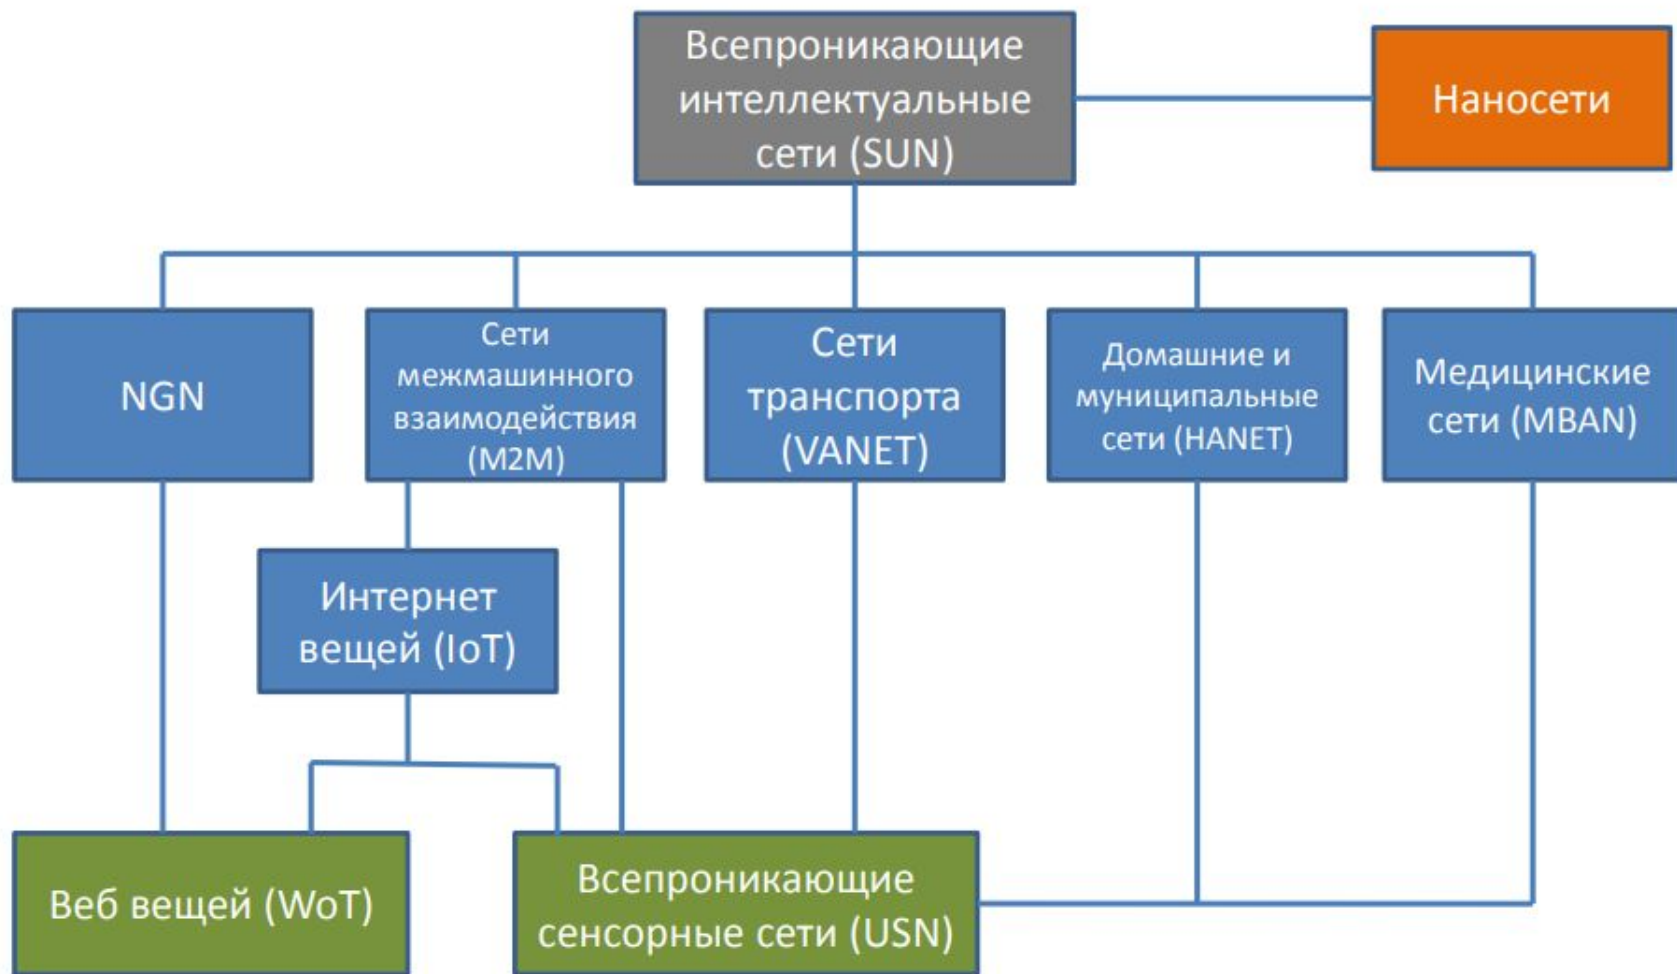 Всепроникающие
интеллектуальные
сети (SUN)
Наносети
NGN
Сети
межмашинного
взаимодействия
(M2M)
Сети
транспорта
(VANET)
Домашние и
муниципальные
сети (HANET)
Медицинские
сети (MBAN)
Интернет
вещей (IoT)
Веб вещей (WoT)
Всепроникающие
сенсорные сети (USN)